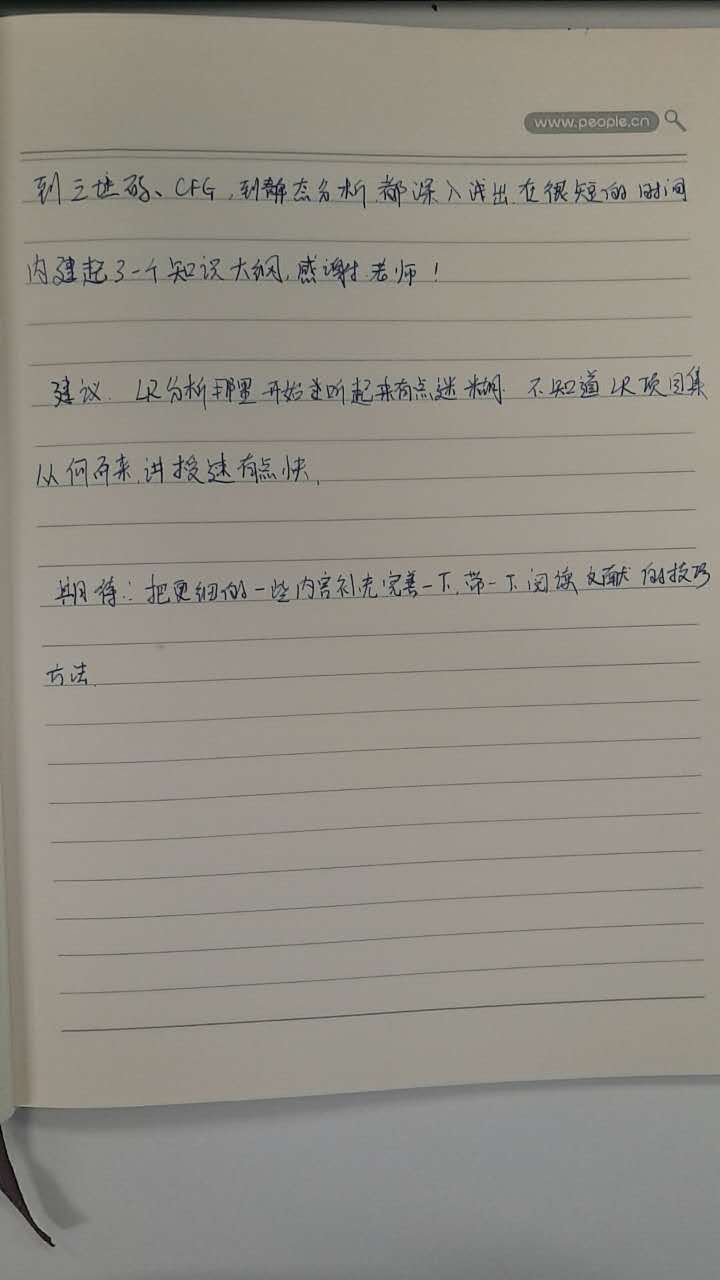 www.people.cn
到三地码、CFG,到静态分析,都深入浅出,在很短的时间
内建起了一个知识大纲,感谢老师!
建议:LR分析那里开始听起来有点迷糊,不知道LR项目集
从何而来,讲授速有点快,
期待:把更细的一些内容补充完善一下,带一下阅读文献的技巧
方法.